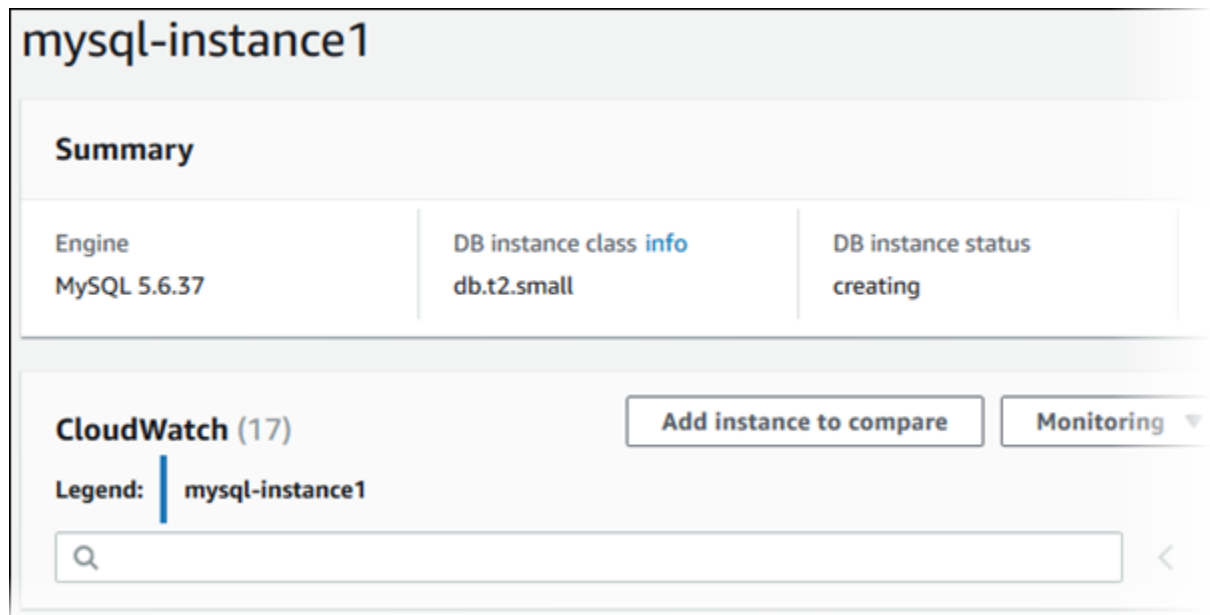 mysql-instance1
Summary
Engine
MySQL 5.6.37
DB instance class info
db.t2.small
DB instance status
creating
CloudWatch (17)
Add instance to compare
Monitoring
Legend: mysql-instance1